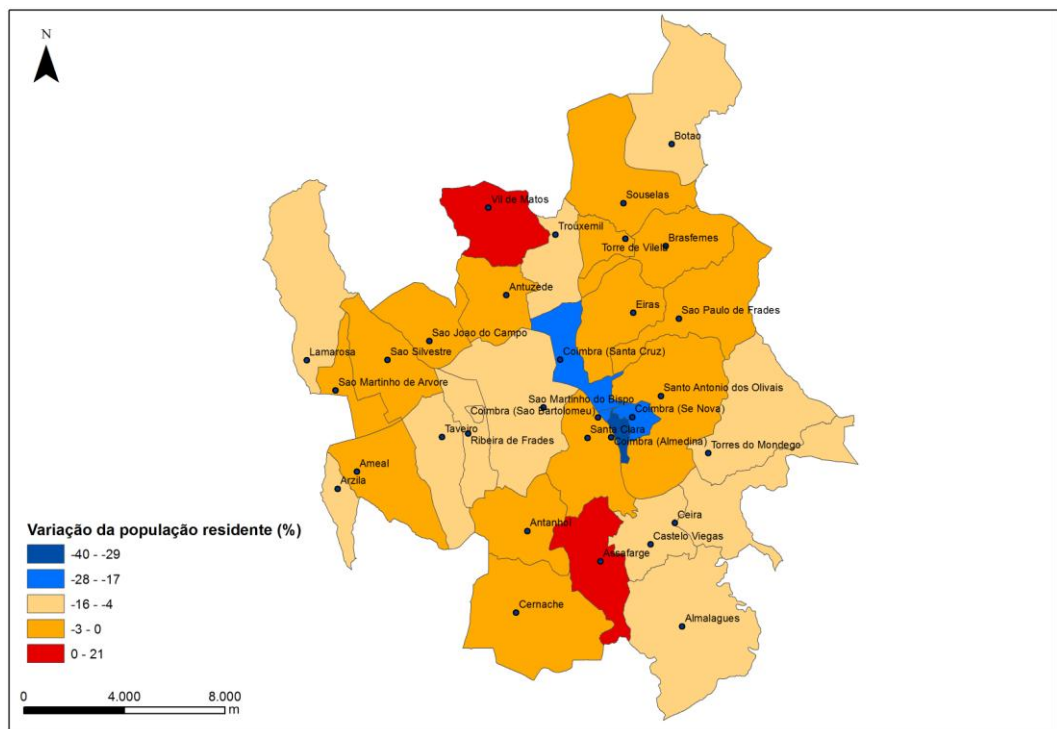 N
Botao
Souselas
Vil de Matos
Trouxemil
Torre de Vilela
Brasfemes
Antuzede
Eiras
Sao Paulo de Frades
Sao Joao do Campo
Lamarosa
Sao Silvestre
Coimbra (Santa Cruz)
Sao Martinho de Arvore
Santo Antonio dos Olivais
Sao Martinho do Bispo
Coimbra (Sao Bartolomeu)
Coimbra (Se Nova)
Taveiro
Ribeira de Frades
Santa Clara
Coimbra (Almedina)
Torres do Mondego
Ameal
Arzila
Antanhol
Ceira
Castelo Viegas
Assafarge
Cernache
Almalagues
Variação da população residente (%)
-40 - -29
-28 - -17
-16 - -4
-3 - 0
0 - 21
0 4.000 8.000
m